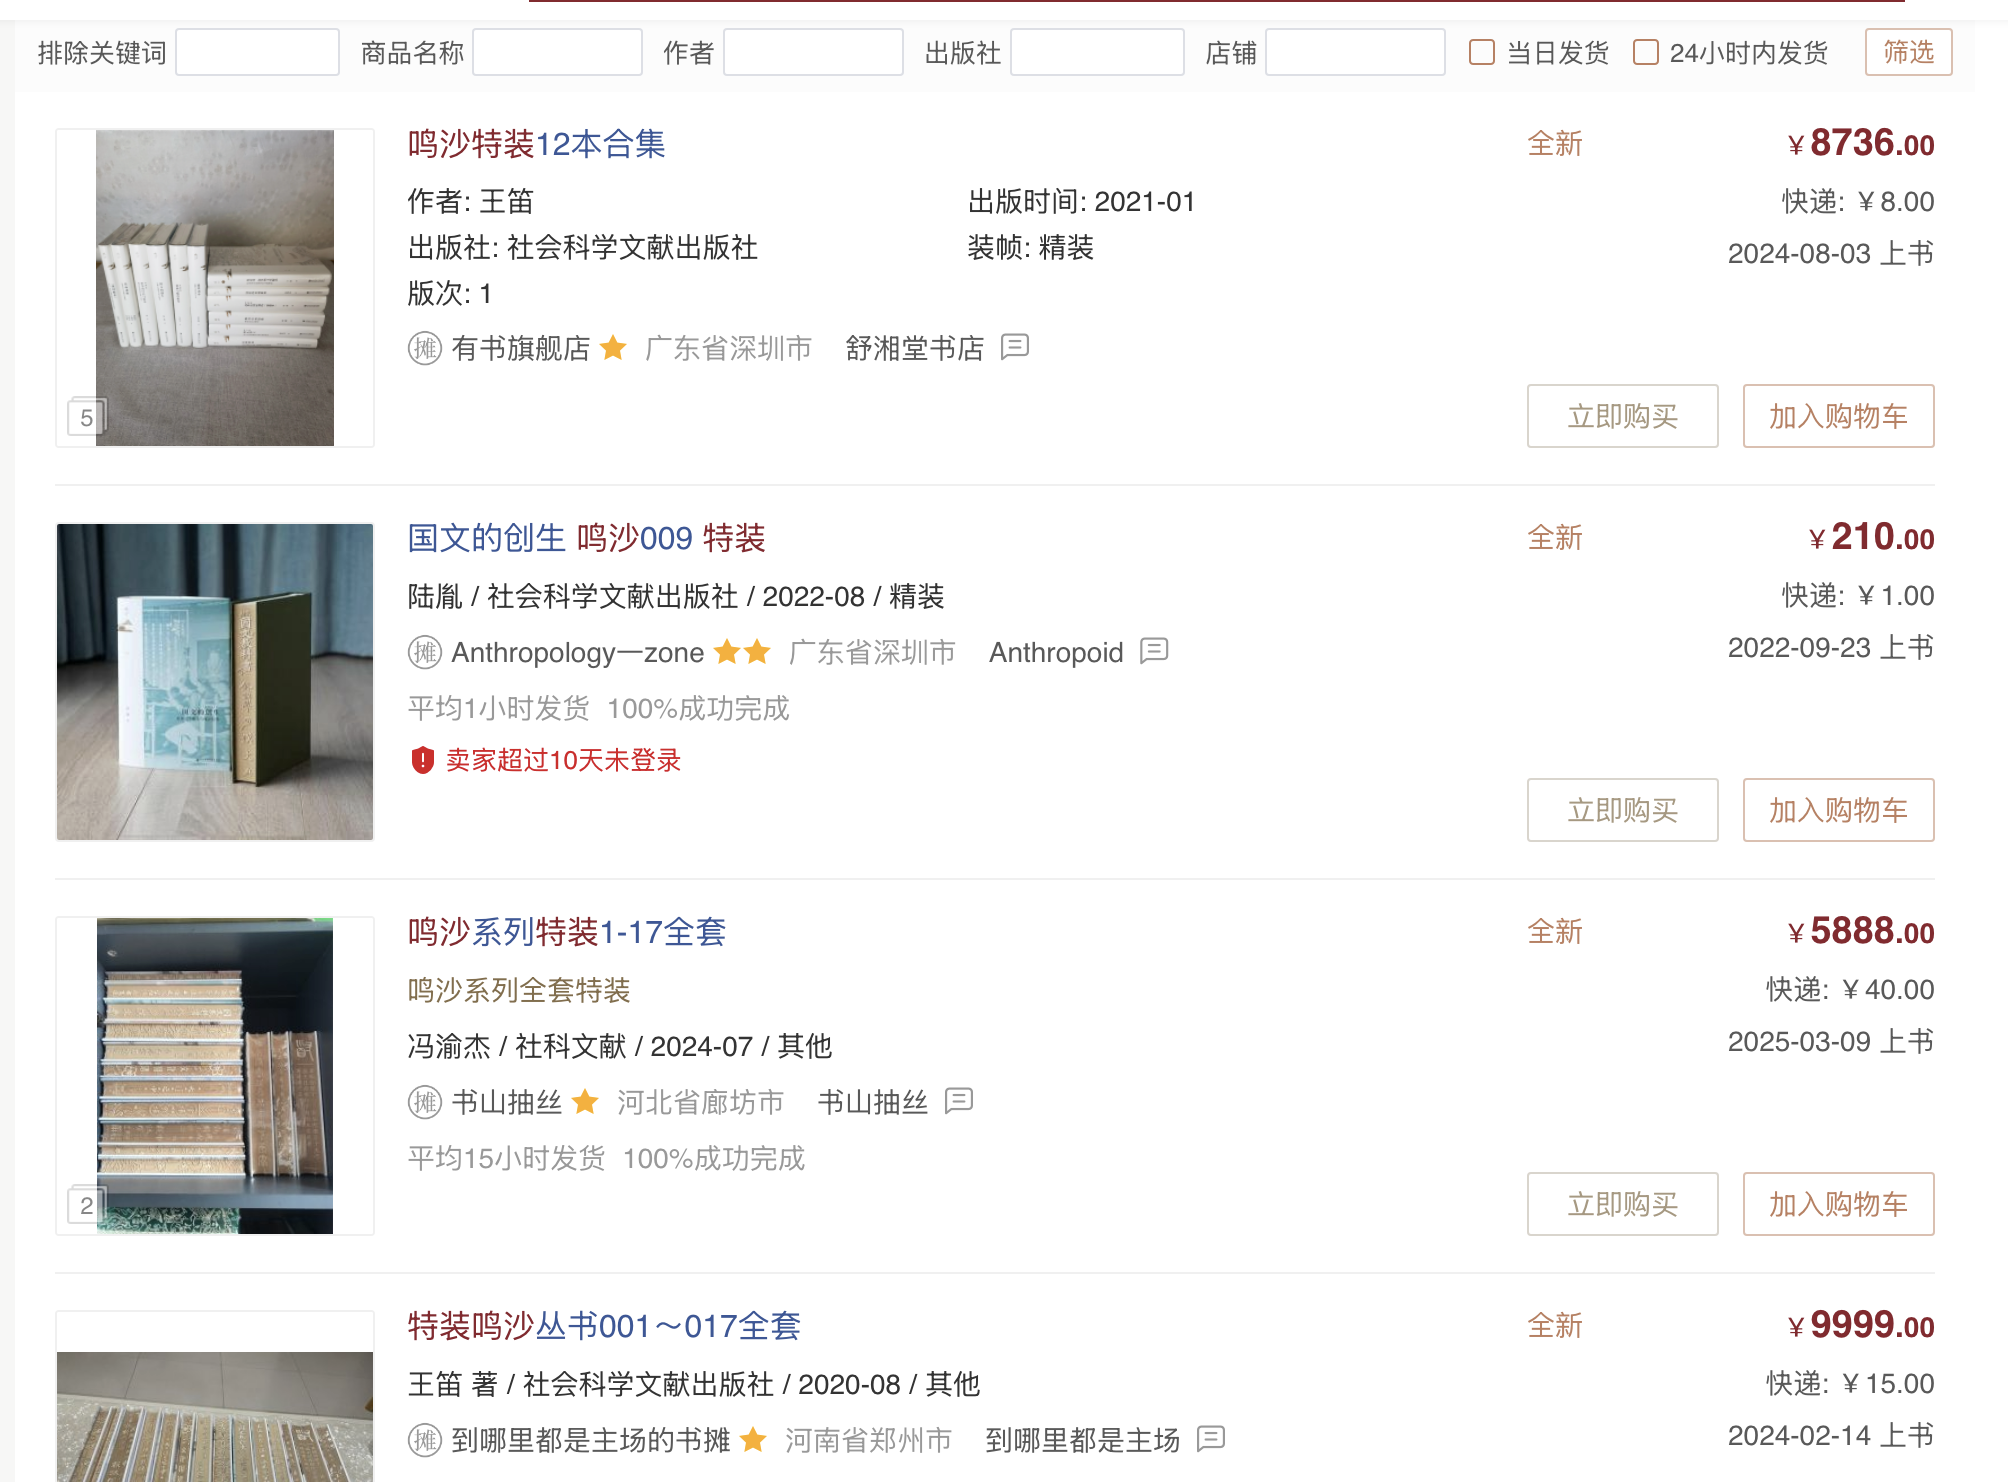 排除关键词 商品名称 作者 出版社 店铺 当日发货 24小时内发货 筛选
鸣沙特装12本合集 全新 ¥8736.00
作者: 王笛 出版时间: 2021-01 快递: ¥8.00
出版社: 社会科学文献出版社 装帧: 精装 2024-08-03 上书
版次: 1
摊 有书旗舰店 广东省深圳市 舒湘堂书店
5
立即购买 加入购物车
国文的创生 鸣沙009 特装 全新 ¥210.00
陆胤 / 社会科学文献出版社 / 2022-08 / 精装 快递: ¥1.00
摊 Anthropology一zone 广东省深圳市 Anthropoid 2022-09-23 上书
平均1小时发货 100%成功完成
卖家超过10天未登录
立即购买 加入购物车
鸣沙系列特装1-17全套 全新 ¥5888.00
鸣沙系列全套特装 快递: ¥40.00
冯渝杰 / 社科文献 / 2024-07 / 其他 2025-03-09 上书
摊 书山抽丝 河北省廊坊市 书山抽丝
平均15小时发货 100%成功完成
2
立即购买 加入购物车
特装鸣沙丛书001～017全套 全新 ¥9999.00
王笛 著 / 社会科学文献出版社 / 2020-08 / 其他 快递: ¥15.00
摊 到哪里都是主场的书摊 河南省郑州市 到哪里都是主场 2024-02-14 上书